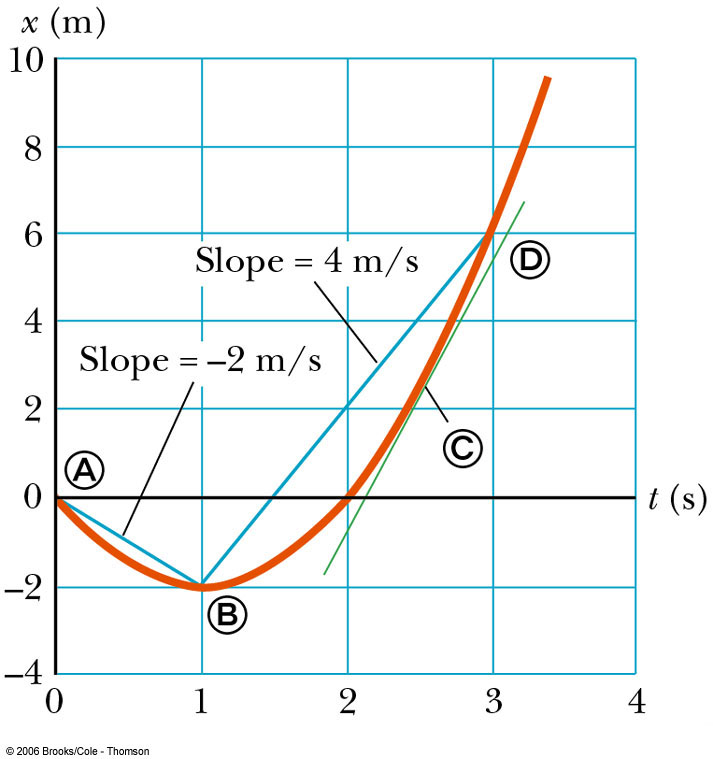 x (m)
10
8
6
4
2
0
−2
−4
Slope = 4 m/s
Slope = −2 m/s
A
B
C
D
t (s)
0 1 2 3 4
© 2006 Brooks/Cole - Thomson